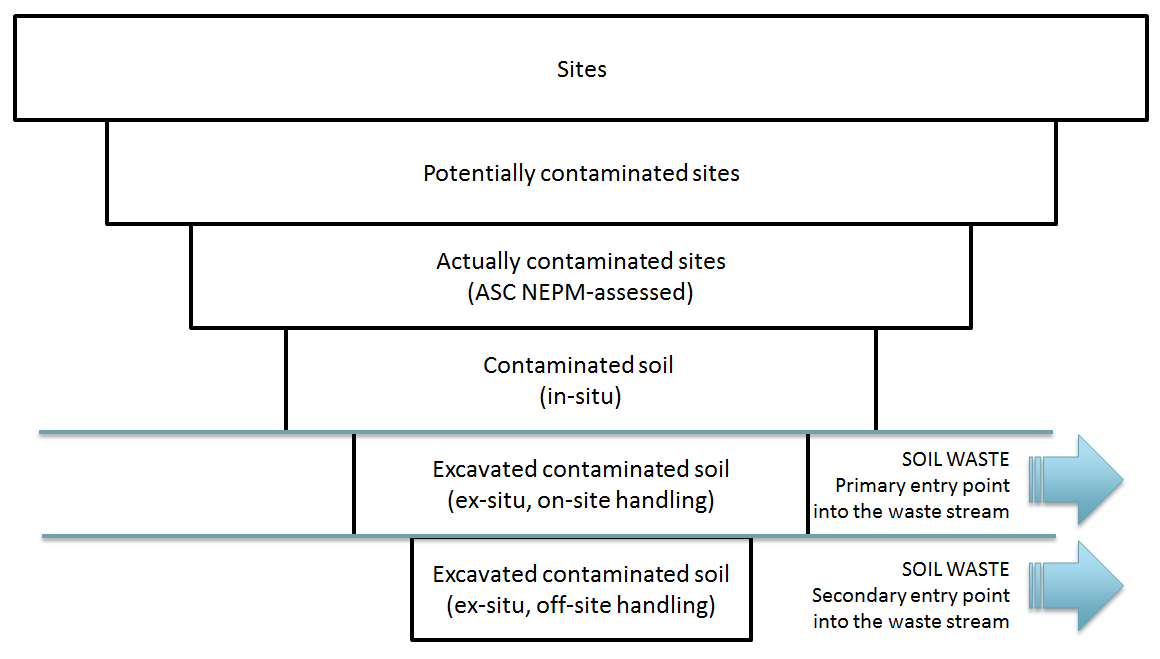 Sites
Potentially contaminated sites
Actually contaminated sites
(ASC NEPM-assessed)
Contaminated soil
(in-situ)
Excavated contaminated soil
(ex-situ, on-site handling)
SOIL WASTE
Primary entry point
into the waste stream
Excavated contaminated soil
(ex-situ, off-site handling)
SOIL WASTE
Secondary entry point
into the waste stream